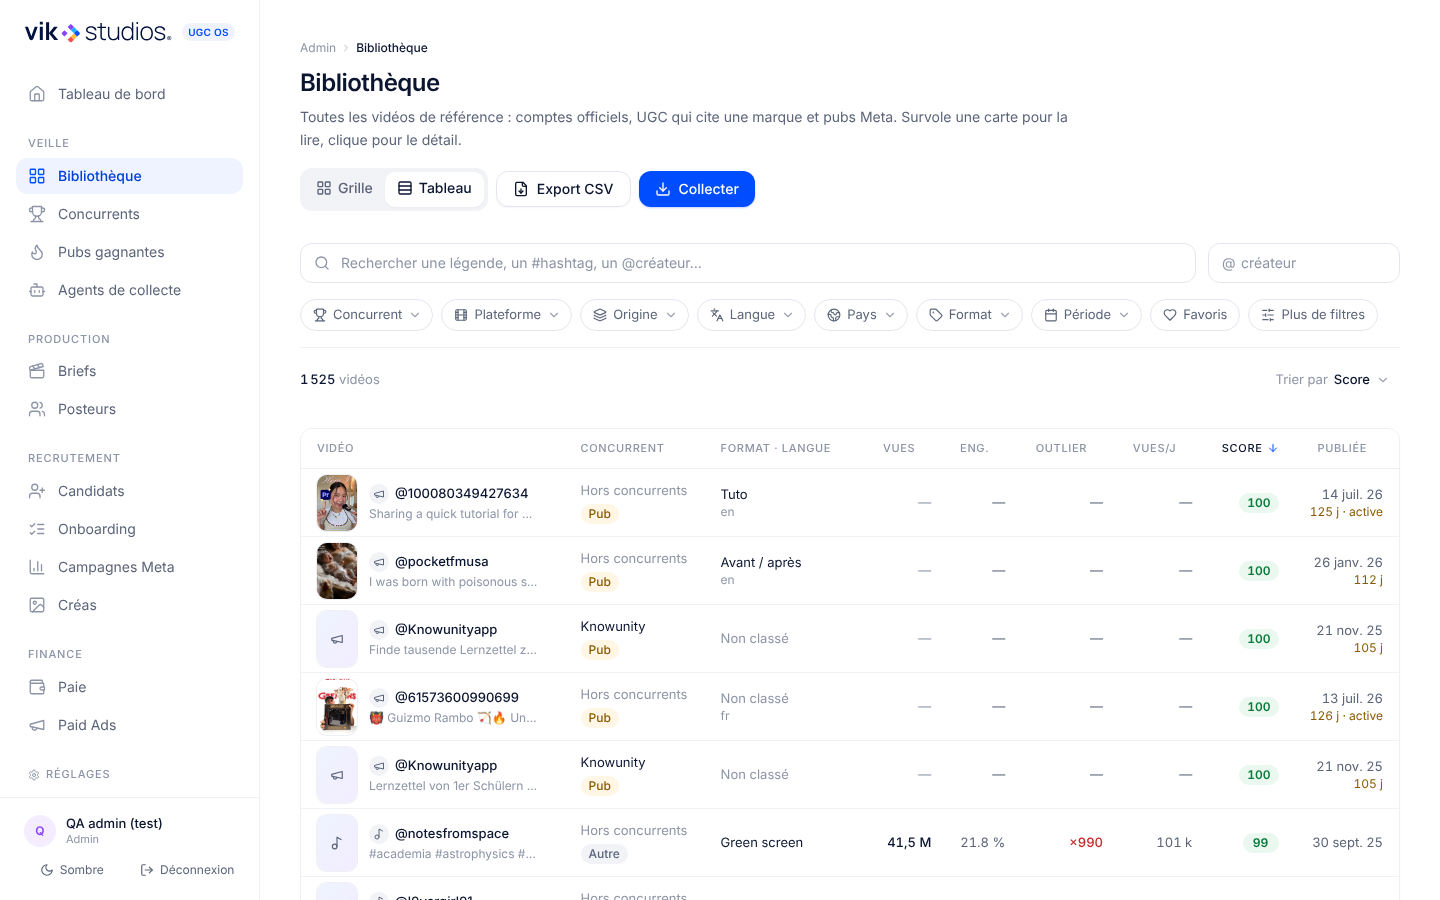 vik studios® UGC OS
Tableau de bord
VEILLE
Bibliothèque
Concurrents
Pubs gagnantes
Agents de collecte
PRODUCTION
Briefs
Posteurs
RECRUTEMENT
Candidats
Onboarding
Campagnes Meta
Créas
FINANCE
Paie
Paid Ads
RÉGLAGES
Q
QA admin (test)
Admin
Sombre Déconnexion
Admin Bibliothèque
Bibliothèque
Toutes les vidéos de référence : comptes officiels, UGC qui cite une marque et pubs Meta. Survole une carte pour la
lire, clique pour le détail.
Grille Tableau Export CSV Collecter
Rechercher une légende, un #hashtag, un @créateur... @ créateur
Concurrent Plateforme Origine Langue Pays Format Période Favoris Plus de filtres
1 525 vidéos Trier par Score
VIDÉO CONCURRENT FORMAT · LANGUE VUES ENG. OUTLIER VUES/J SCORE ↓ PUBLIÉE
@100080349427634 Hors concurrents Tuto — — — — 100 14 juil. 26
Sharing a quick tutorial for ... Pub en 125 j · active
@pocketfmusa Hors concurrents Avant / après — — — — 100 26 janv. 26
I was born with poisonous s... Pub en 112 j
@Knowunityapp Knowunity Non classé — — — — 100 21 nov. 25
Finde tausende Lernzettel z... Pub 105 j
@61573600990699 Hors concurrents Non classé — — — — 100 13 juil. 26
👹 Guizmo Rambo 🏹🔥 Un... Pub fr 126 j · active
@Knowunityapp Knowunity Non classé — — — — 100 21 nov. 25
Lernzettel von 1er Schülern ... Pub 105 j
@notesfromspace Hors concurrents Green screen 41,5 M 21.8 % ×990 101 k 99 30 sept. 25
#academia #astrophysics #... Autre
Hors concurrents